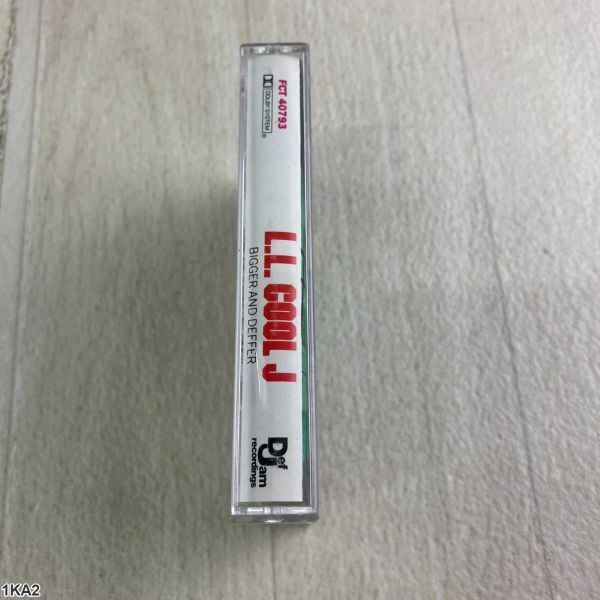 FCT 40793
DOLBY SYSTEM
L.L. COOL J
BIGGER AND DEFFER
Def
Jam
recordings
1KA2